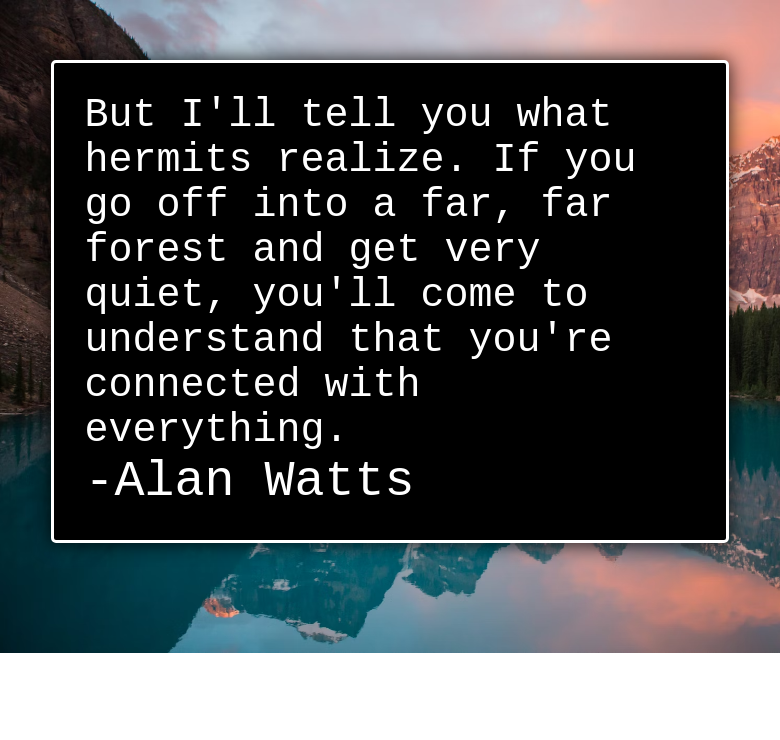 But I'll tell you what
hermits realize. If you
go off into a far, far
forest and get very
quiet, you'll come to
understand that you're
connected with
everything.
-Alan Watts